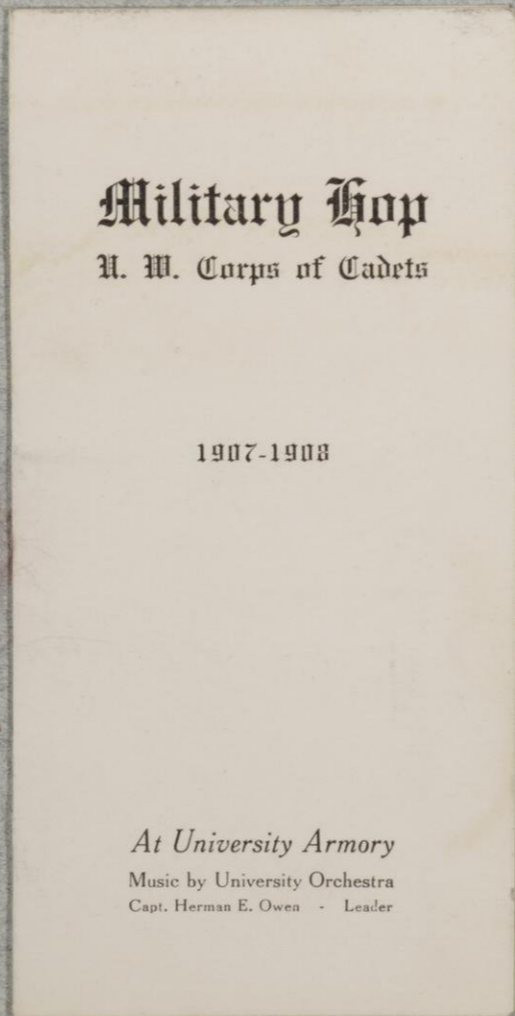 Military Hop
U. W. Corps of Cadets
1907-1908
At University Armory
Music by University Orchestra
Capt. Herman E. Owen - Leader